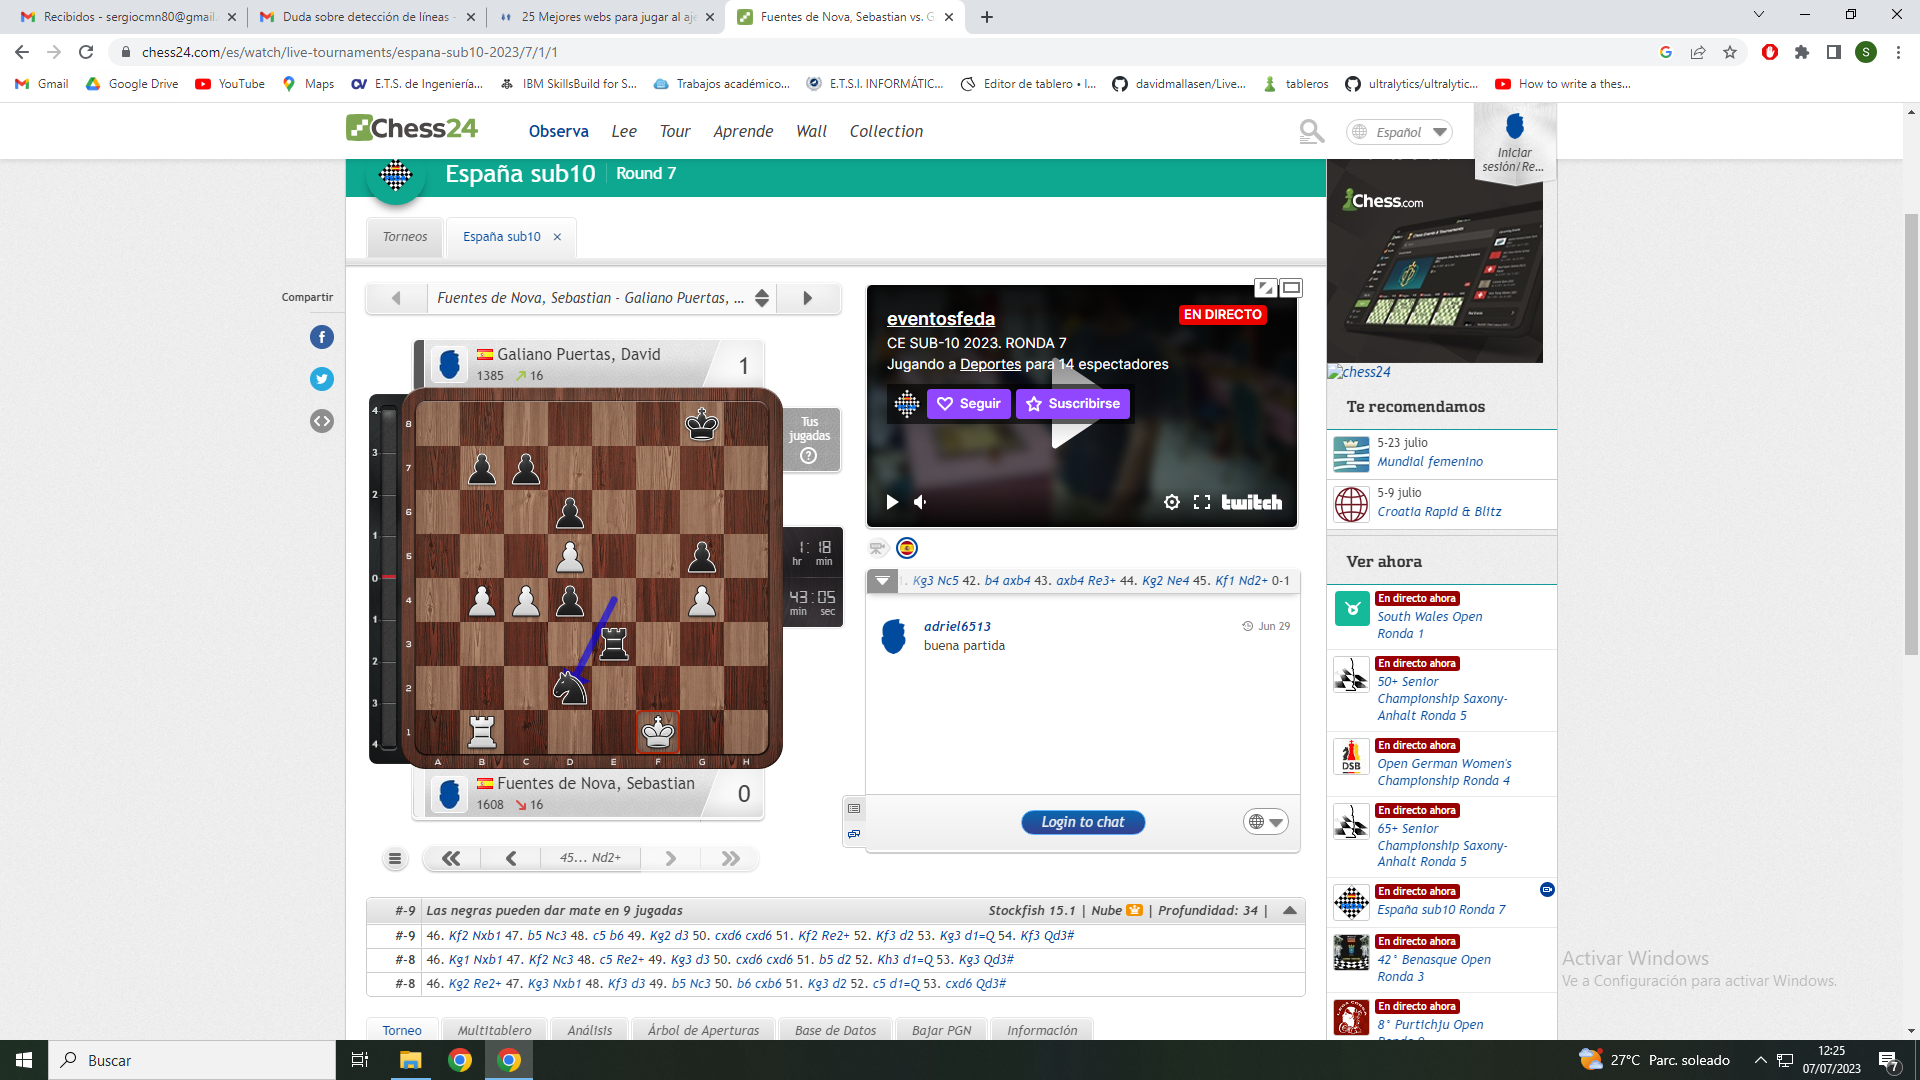 Recibidos - sergiocmn80@gmail.
Duda sobre detección de líneas -
25 Mejores webs para jugar al aje
Fuentes de Nova, Sebastian vs. G
chess24.com/es/watch/live-tournaments/espana-sub10-2023/7/1/1
S
Gmail
Google Drive
YouTube
Maps
E.T.S. de Ingeniería...
IBM SkillsBuild for S...
Trabajos académico...
E.T.S.I. INFORMÁTIC...
Editor de tablero • l...
davidmallasen/Live...
tableros
ultralytics/ultralytic...
How to write a thes...
Chess24
Observa
Lee
Tour
Aprende
Wall
Collection
Español
Iniciar
sesión/Re...
España sub10
Round 7
Torneos
España sub10 ×
Compartir
Fuentes de Nova, Sebastian - Galiano Puertas, ...
Galiano Puertas, David
1385 16
1
Tus
jugadas
?
4
3
2
1
0
1
2
3
4
8
7
6
5
4
3
2
1
A B C D E F G H
1:18
hr min
43:05
min sec
Fuentes de Nova, Sebastian
1608 16
0
45... Nd2+
eventosfeda
EN DIRECTO
CE SUB-10 2023. RONDA 7
Jugando a Deportes para 14 espectadores
Seguir
Suscribirse
twitch
1. Kg3 Nc5 42. b4 axb4 43. axb4 Re3+ 44. Kg2 Ne4 45. Kf1 Nd2+ 0-1
adriel6513
Jun 29
buena partida
Login to chat
#-9 Las negras pueden dar mate en 9 jugadas
Stockfish 15.1 | Nube | Profundidad: 34 |
#-9 46. Kf2 Nxb1 47. b5 Nc3 48. c5 b6 49. Kg2 d3 50. cxd6 cxd6 51. Kf2 Re2+ 52. Kf3 d2 53. Kg3 d1=Q 54. Kf3 Qd3#
#-8 46. Kg1 Nxb1 47. Kf2 Nc3 48. c5 Re2+ 49. Kg3 d3 50. cxd6 cxd6 51. b5 d2 52. Kh3 d1=Q 53. Kg3 Qd3#
#-8 46. Kg2 Re2+ 47. Kg3 Nxb1 48. Kf3 d3 49. b5 Nc3 50. b6 cxb6 51. Kg3 d2 52. c5 d1=Q 53. cxd6 Qd3#
Torneo
Multitablero
Análisis
Árbol de Aperturas
Base de Datos
Bajar PGN
Información
Chess.com
chess24
Te recomendamos
5-23 julio
Mundial femenino
5-9 julio
Croatia Rapid & Blitz
Ver ahora
En directo ahora
South Wales Open
Ronda 1
En directo ahora
50+ Senior
Championship Saxony-
Anhalt Ronda 5
En directo ahora
DSB
Open German Women's
Championship Ronda 4
En directo ahora
65+ Senior
Championship Saxony-
Anhalt Ronda 5
En directo ahora
España sub10 Ronda 7
En directo ahora
42° Benasque Open
Ronda 3
En directo ahora
8° Purtichju Open
Activar Windows
Ve a Configuración para activar Windows.
Buscar
27°C Parc. soleado
12:25
07/07/2023
7